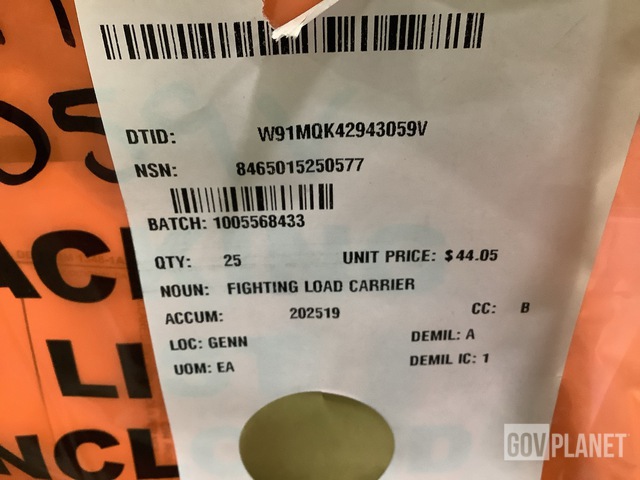 DTID: W91MQK42943059V
NSN: 8465015250577
BATCH: 1005568433
QTY: 25 UNIT PRICE: $44.05
NOUN: FIGHTING LOAD CARRIER
ACCUM: 202519 CC: B
LOC: GENN DEMIL: A
UOM: EA DEMIL IC: 1
GOVPLANET